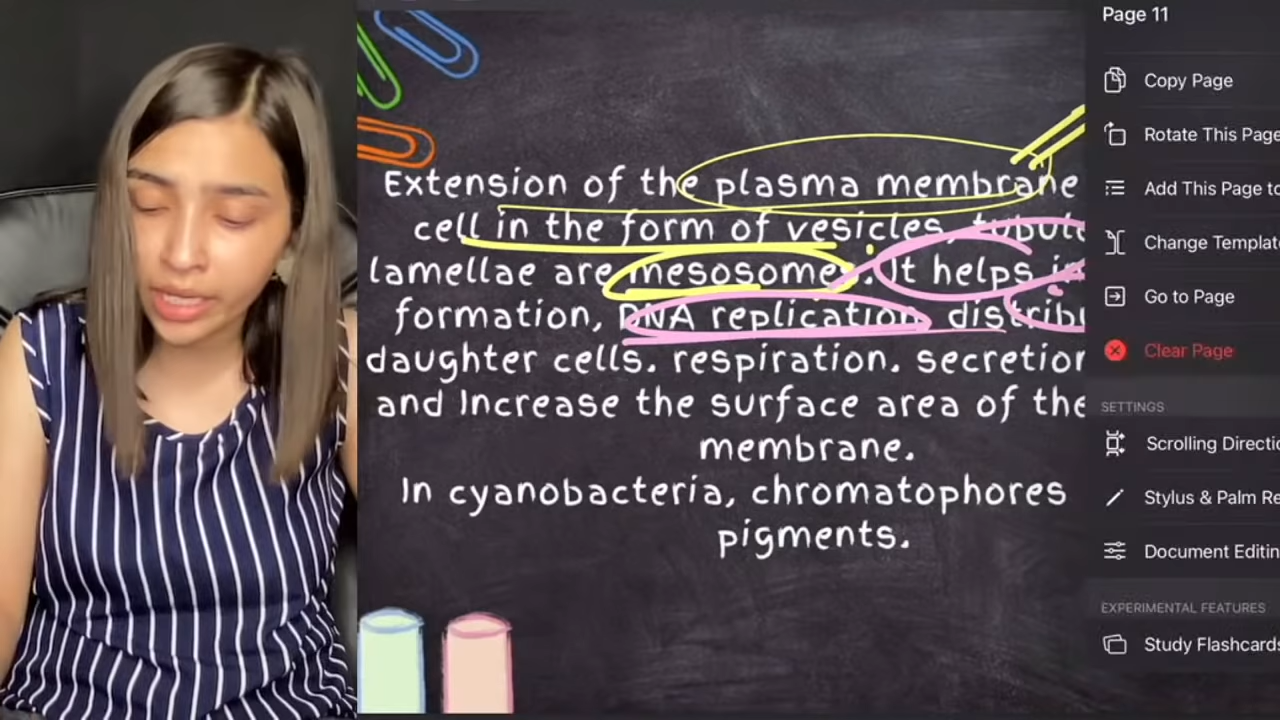 Extension of the plasma membrane
cell in the form of vesicles,
lamellae are mesosomes. It helps in
formation, DNA replication distribu
daughter cells. respiration. secretion
and Increase the surface area of the
membrane.
In cyanobacteria, chromatophores
pigments.
Page 11
Copy Page
Rotate This Page
Add This Page to
Change Template
Go to Page
Clear Page
SETTINGS
Scrolling Directio
Stylus & Palm Re
Document Editin
EXPERIMENTAL FEATURES
Study Flashcards